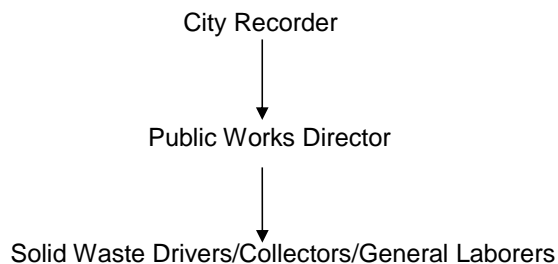 City Recorder
Public Works Director
Solid Waste Drivers/Collectors/General Laborers